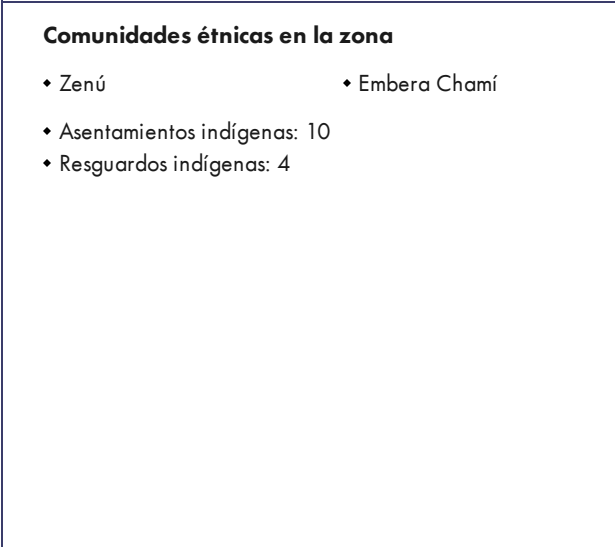 Comunidades étnicas en la zona
◆ Zenú ◆ Embera Chamí
◆ Asentamientos indígenas: 10
◆ Resguardos indígenas: 4